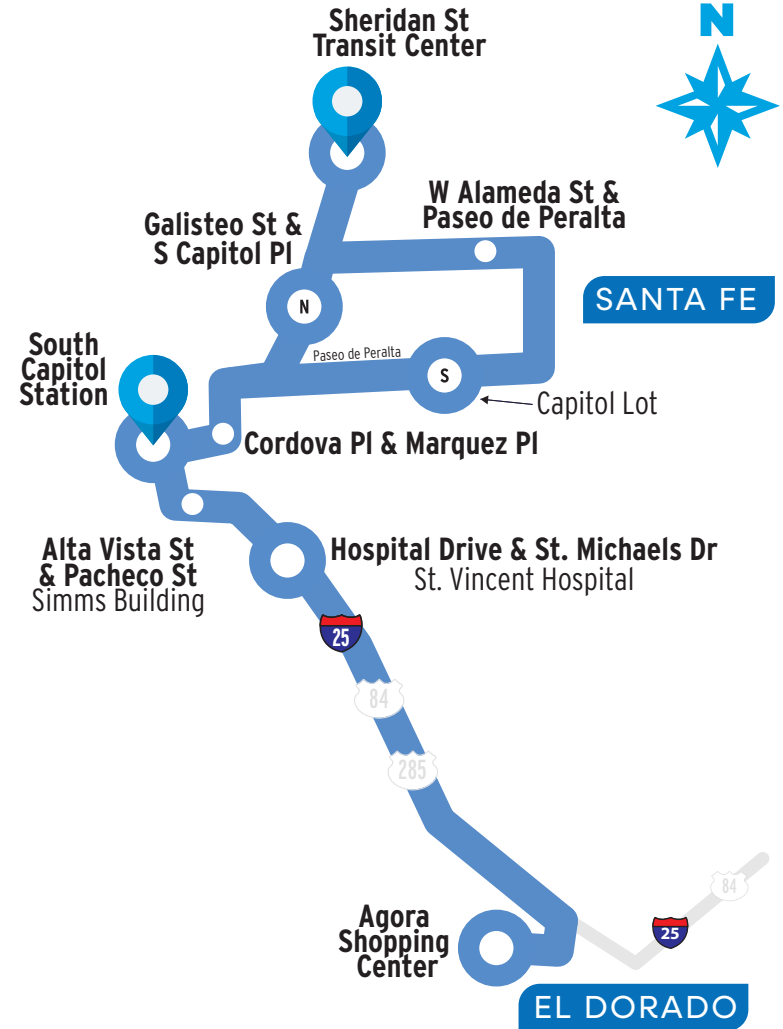 Sheridan St
Transit Center
N
W Alameda St &
Paseo de Peralta
Galisteo St &
S Capitol Pl
SANTA FE
N
South
Capitol
Station
Paseo de Peralta
S
Capitol Lot
Cordova Pl & Marquez Pl
Alta Vista St
& Pacheco St
Simms Building
Hospital Drive & St. Michaels Dr
St. Vincent Hospital
25
84
285
84
25
Agora
Shopping
Center
EL DORADO